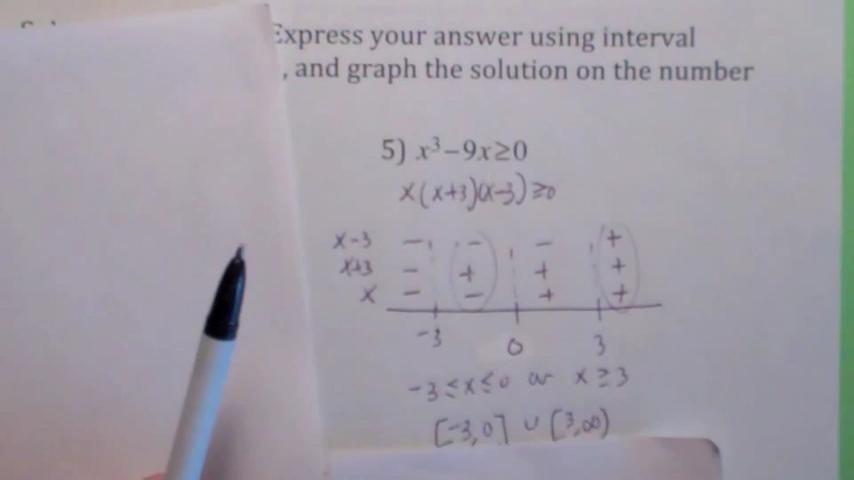 Express your answer using interval
, and graph the solution on the number
5) x³−9x≥0
x(x+3)(x-3)≥0
x-3 - - - +
x+3 - + + +
x - - + +
-3 0 3
-3≤x≤0 or x≥3
[-3,0] ∪ [3,∞)